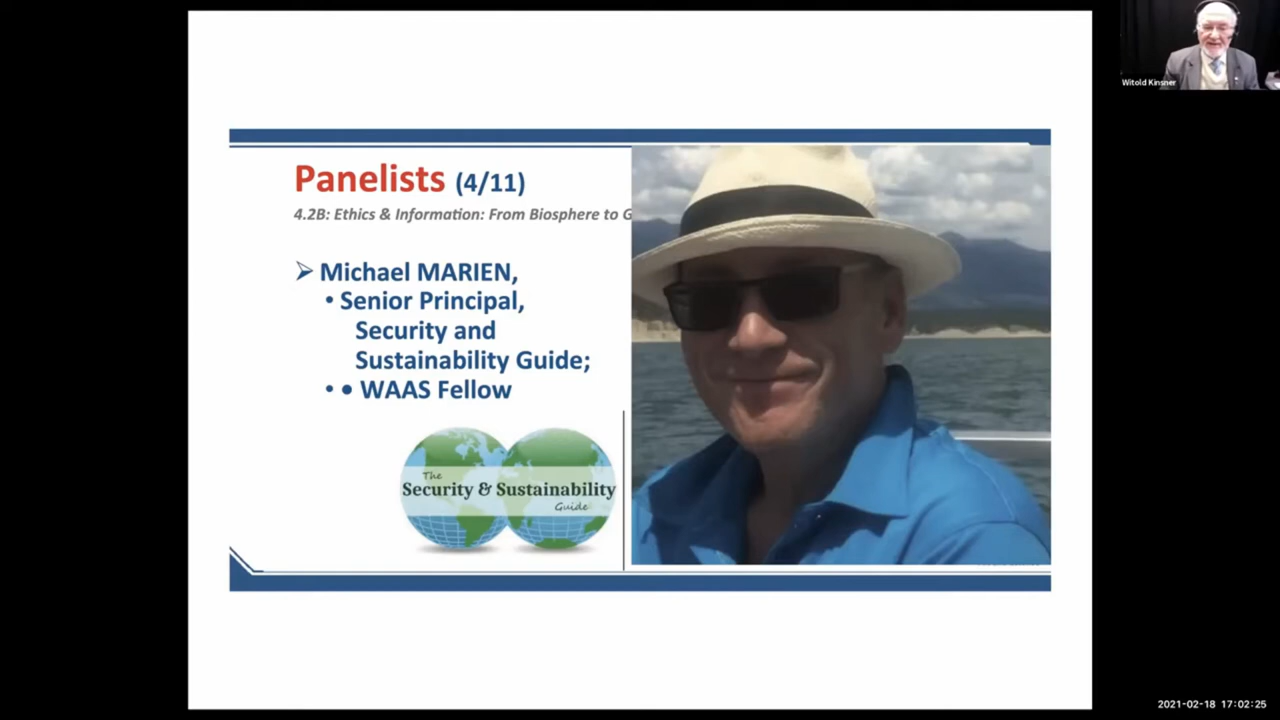 Witold Kinsner
Panelists (4/11)
4.2B: Ethics & Information: From Biosphere to G
➢ Michael MARIEN,
• Senior Principal,
Security and
Sustainability Guide;
• • WAAS Fellow
The
Security & Sustainability
Guide
2021-02-18 17:02:25